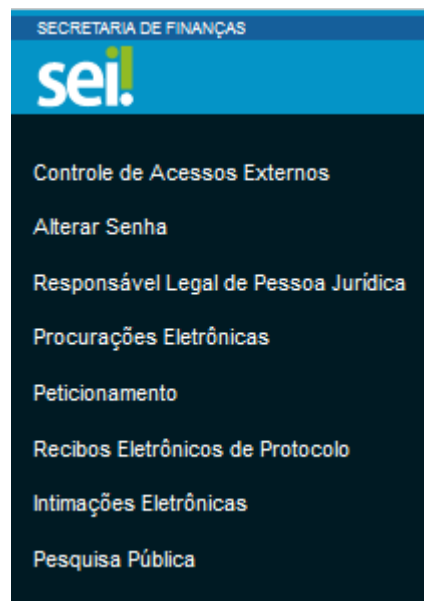 SECRETARIA DE FINANÇAS
sei!
Controle de Acessos Externos
Alterar Senha
Responsável Legal de Pessoa Jurídica
Procurações Eletrônicas
Peticionamento
Recibos Eletrônicos de Protocolo
Intimações Eletrônicas
Pesquisa Pública